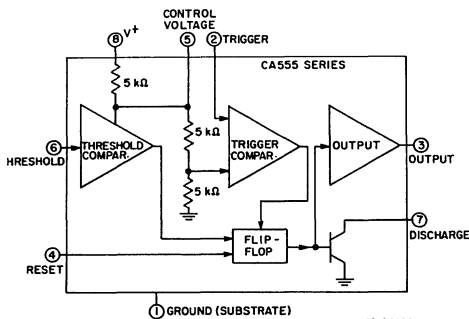 CONTROL
VOLTAGE
⑧ V+
⑤
② TRIGGER
CA555 SERIES
5 kΩ
5 kΩ
⑥
HRESHOLD
THRESHOLD
COMPAR.
TRIGGER
COMPAR.
OUTPUT
③
OUTPUT
5 kΩ
⑦
DISCHARGE
④
RESET
FLIP-
FLOP
① GROUND (SUBSTRATE)